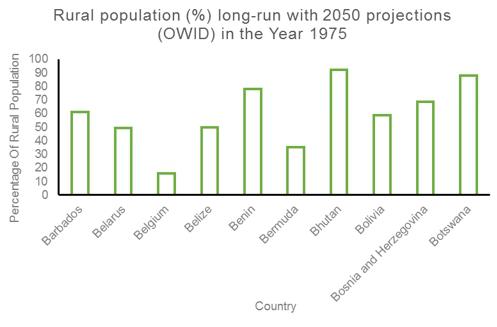 Rural population (%) long-run with 2050 projections
(OWID) in the Year 1975
Percentage Of Rural Population
100
90
80
70
60
50
40
30
20
10
0
Barbados
Belarus
Belgium
Belize
Benin
Bermuda
Bhutan
Bolivia
Bosnia and Herzegovina
Botswana
Country